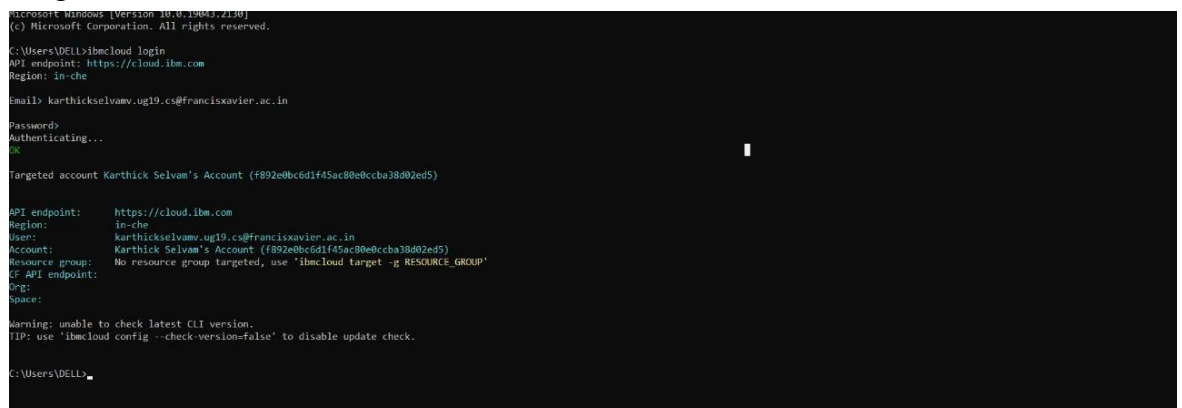 Microsoft Windows [Version 10.0.19043.2130]
(c) Microsoft Corporation. All rights reserved.
C:\Users\DELL>ibmcloud login
API endpoint: https://cloud.ibm.com
Region: in-che
Email> karthickselvamv.ug19.cs@francisxavier.ac.in
Password>
Authenticating...
OK
Targeted account Karthick Selvam's Account (f892e0bc6d1f45ac80e0ccba38d02ed5)
API endpoint: https://cloud.ibm.com
Region: in-che
User: karthickselvamv.ug19.cs@francisxavier.ac.in
Account: Karthick Selvam's Account (f892e0bc6d1f45ac80e0ccba38d02ed5)
Resource group: No resource group targeted, use 'ibmcloud target -g RESOURCE_GROUP'
CF API endpoint:
Org:
Space:
Warning: unable to check latest CLI version.
TIP: use 'ibmcloud config --check-version=false' to disable update check.
C:\Users\DELL>